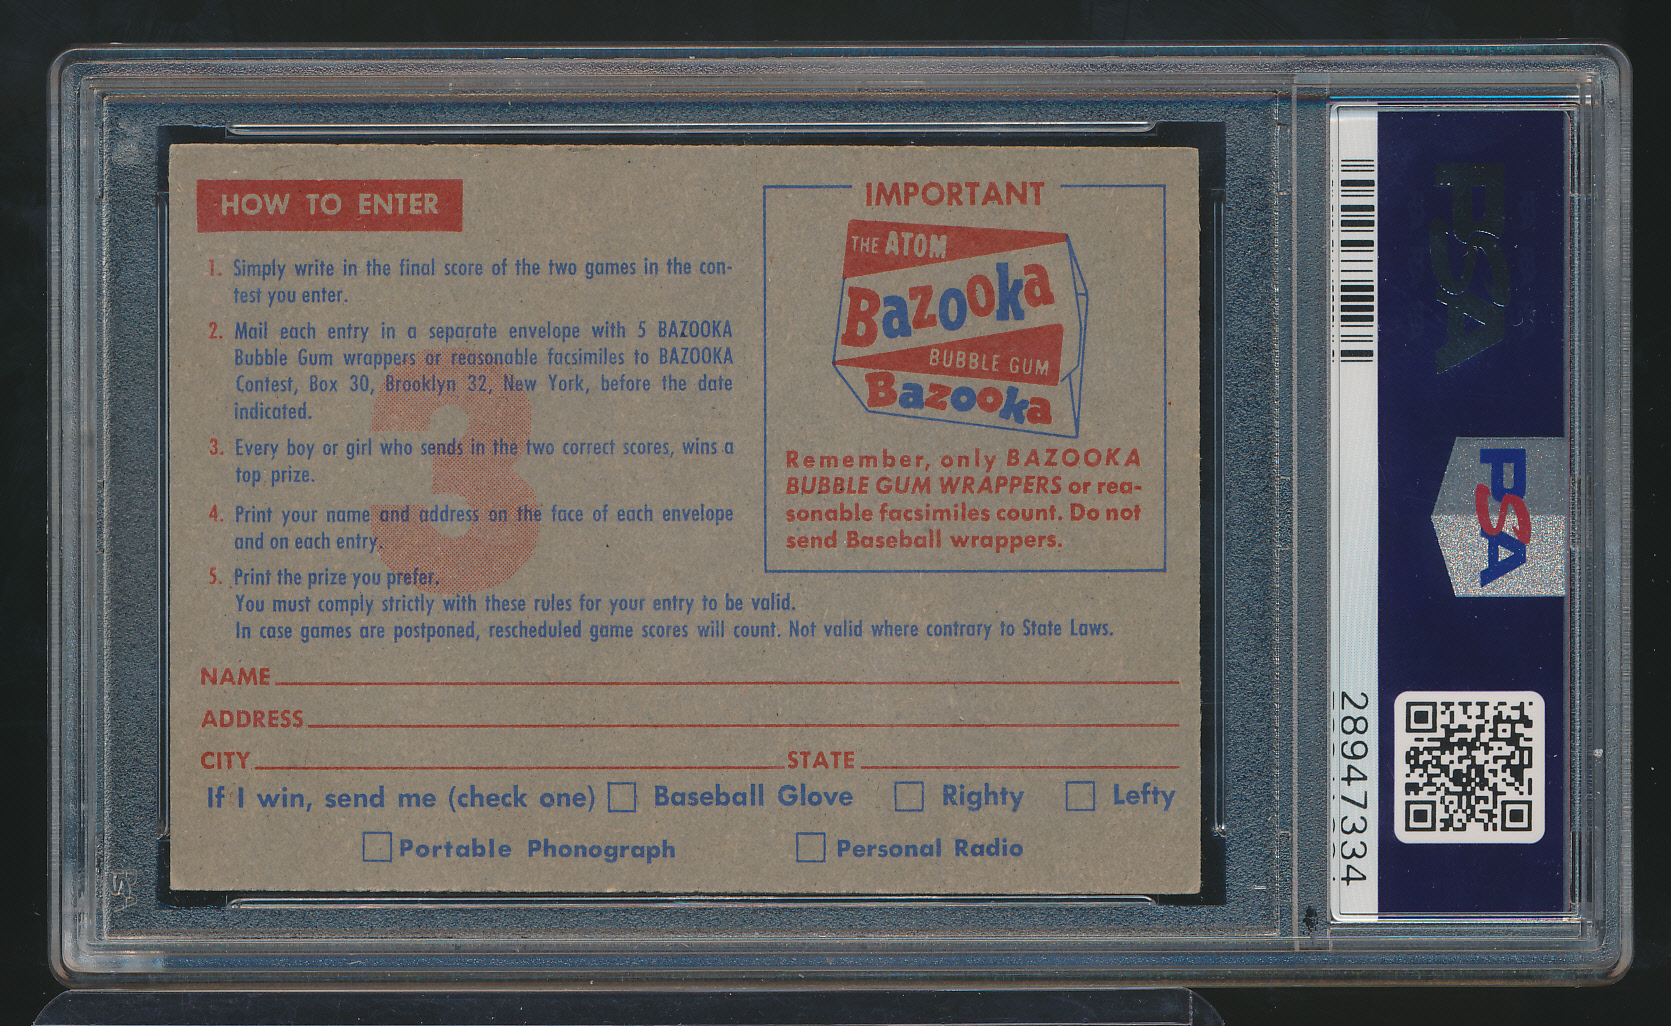 HOW TO ENTER
1. Simply write in the final score of the two games in the con-
test you enter.
2. Mail each entry in a separate envelope with 5 BAZOOKA
Bubble Gum wrappers or reasonable facsimiles to BAZOOKA
Contest, Box 30, Brooklyn 32, New York, before the date
indicated.
3. Every boy or girl who sends in the two correct scores, wins a
top prize.
4. Print your name and address on the face of each envelope
and on each entry.
5. Print the prize you prefer.
You must comply strictly with these rules for your entry to be valid.
In case games are postponed, rescheduled game scores will count. Not valid where contrary to State Laws.
3
IMPORTANT
THE ATOM
Bazooka
BUBBLE GUM
Bazooka
Remember, only BAZOOKA
BUBBLE GUM WRAPPERS or rea-
sonable facsimiles count. Do not
send Baseball wrappers.
NAME
ADDRESS
CITY STATE
If I win, send me (check one) Baseball Glove Righty Lefty
Portable Phonograph Personal Radio
PSA
PSA
28947334